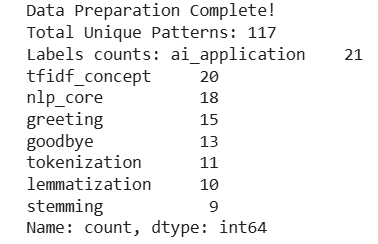 Data Preparation Complete!
Total Unique Patterns: 117
Labels counts: ai_application    21
tfidf_concept     20
nlp_core          18
greeting          15
goodbye           13
tokenization      11
lemmatization     10
stemming           9
Name: count, dtype: int64